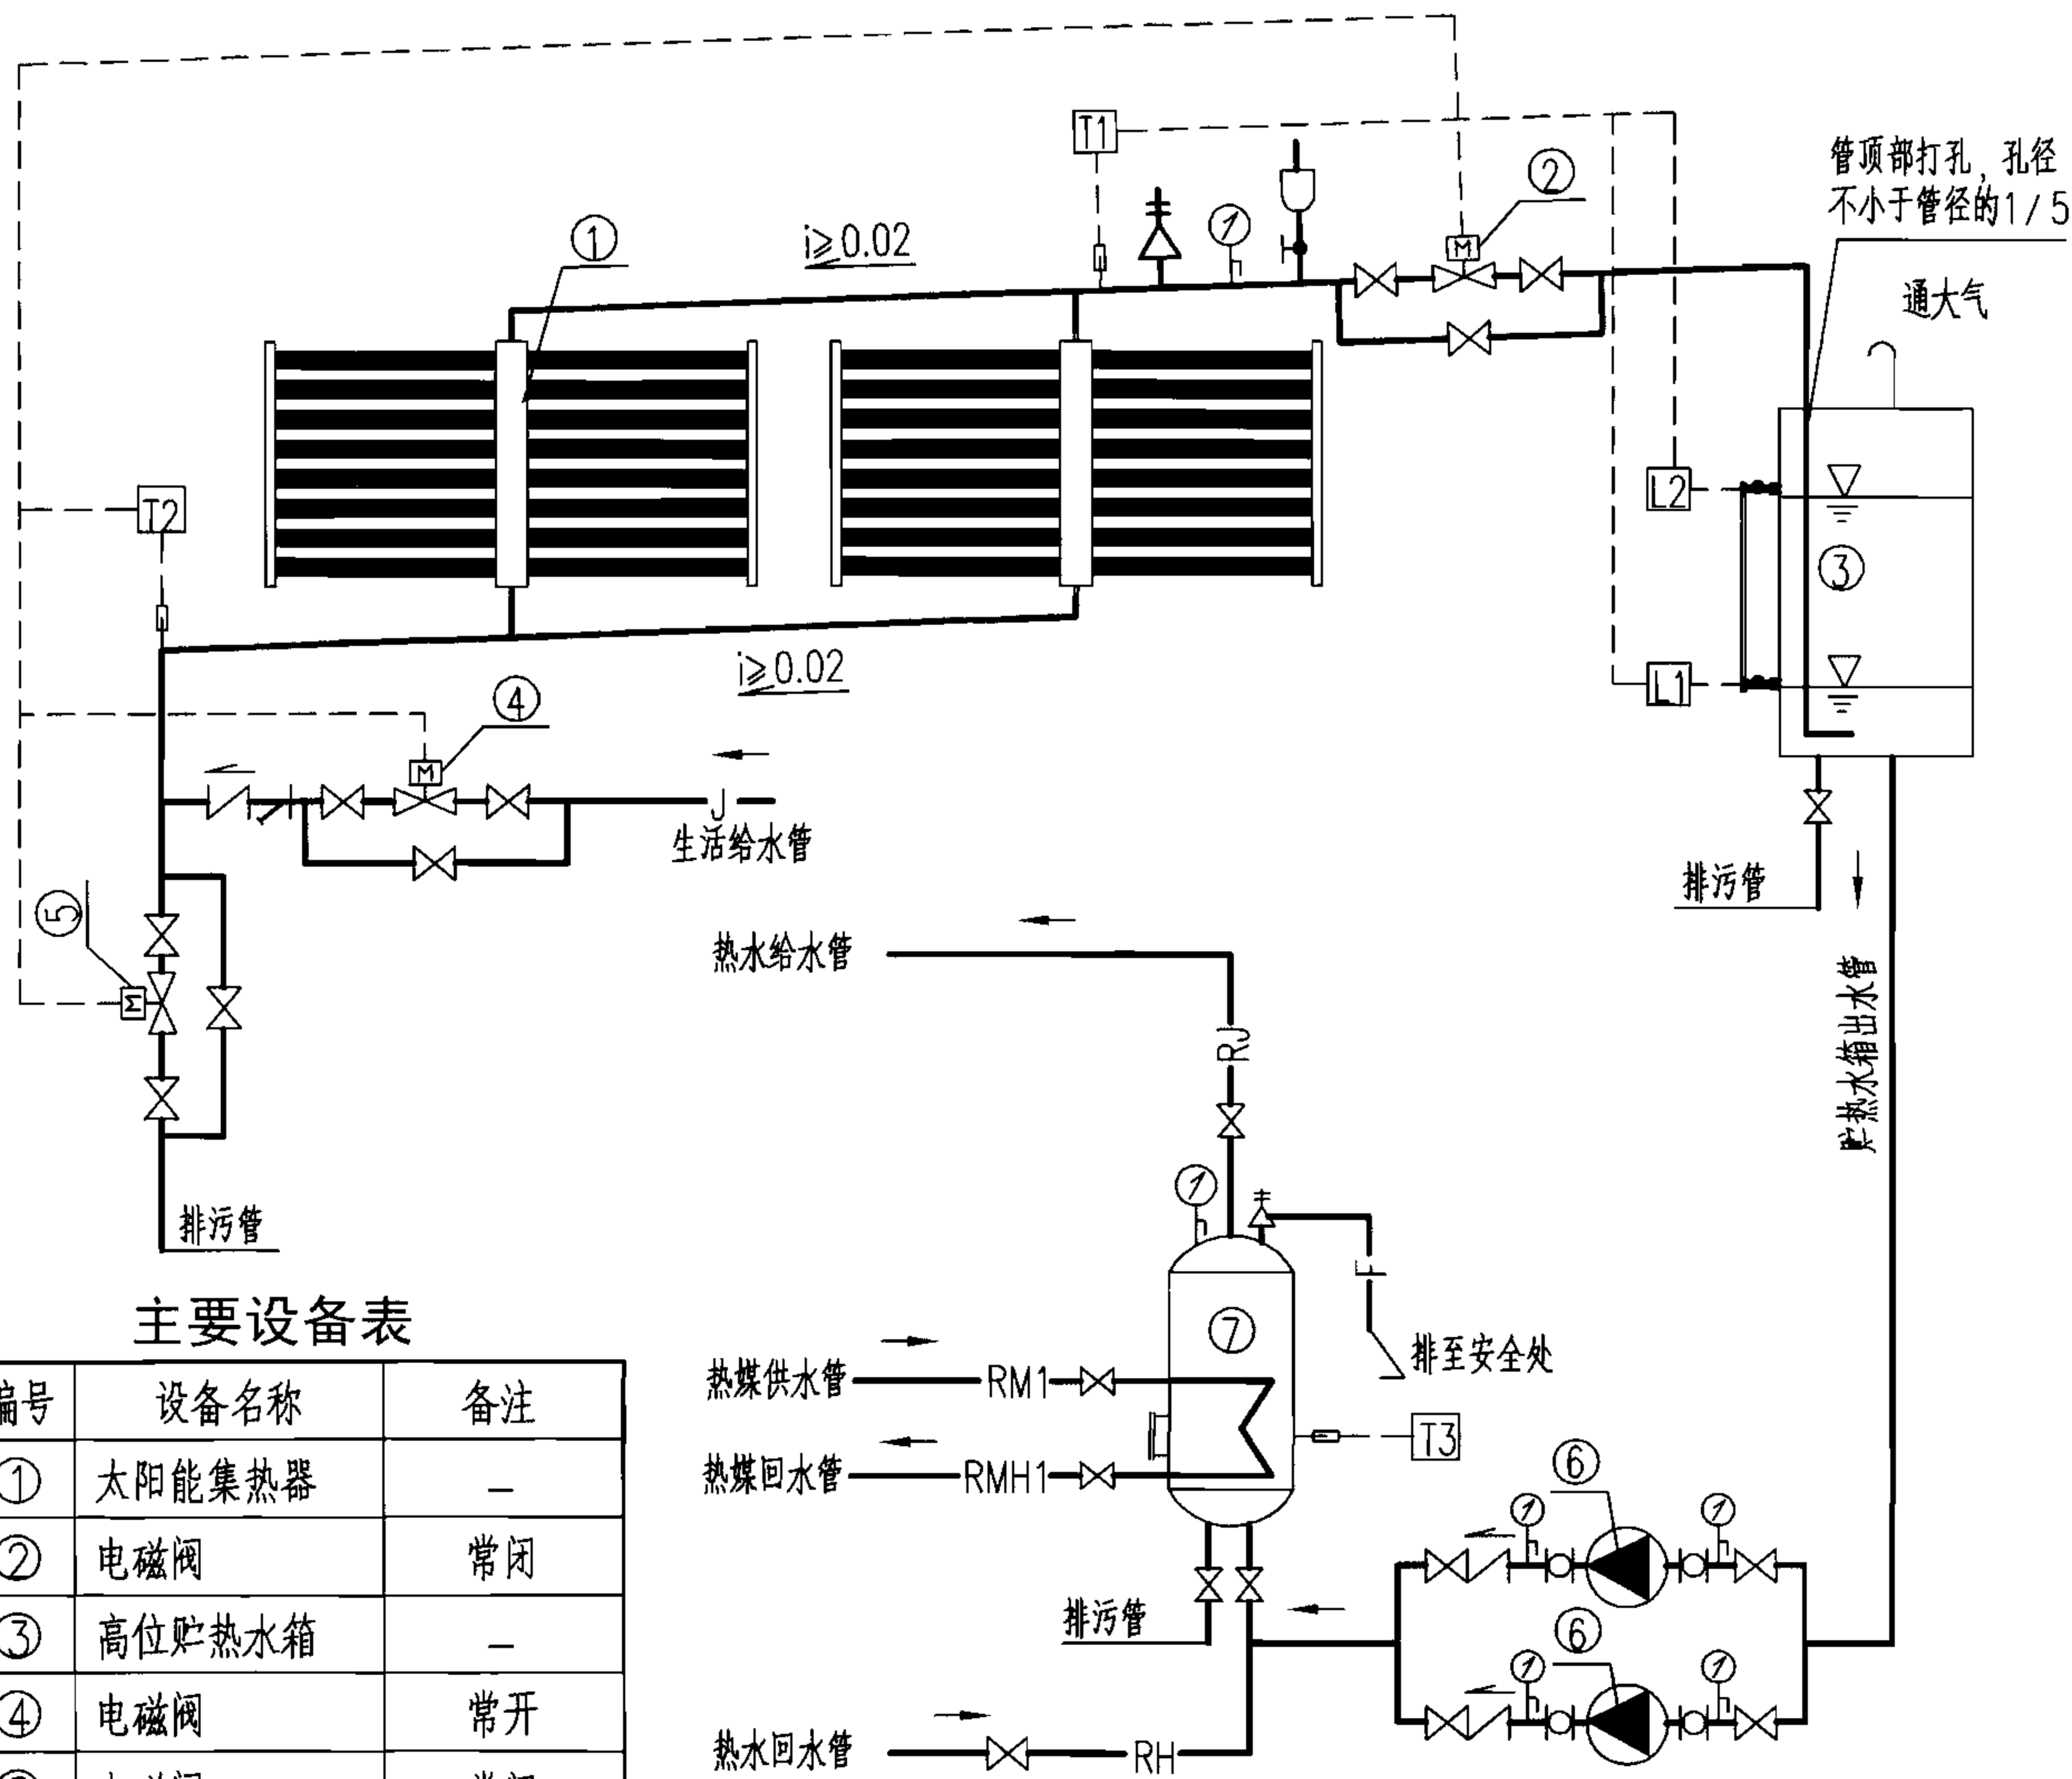 T1
②
管顶部打孔, 孔径
不小于管径的1/5
M
①
i≥0.02
通大气
T2
L2
③
i≥0.02
L1
④
M
J
生活给水管
排污管
⑤
M
热水给水管
RJ
贮热水箱出水管
排污管
主要设备表
编号 设备名称 备注
① 太阳能集热器 –
② 电磁阀 常闭
③ 高位贮热水箱 –
④ 电磁阀 常开
⑦
排至安全处
热媒供水管 RM1
T3
热媒回水管 RMH1
⑥
排污管
⑥
热水回水管 RH